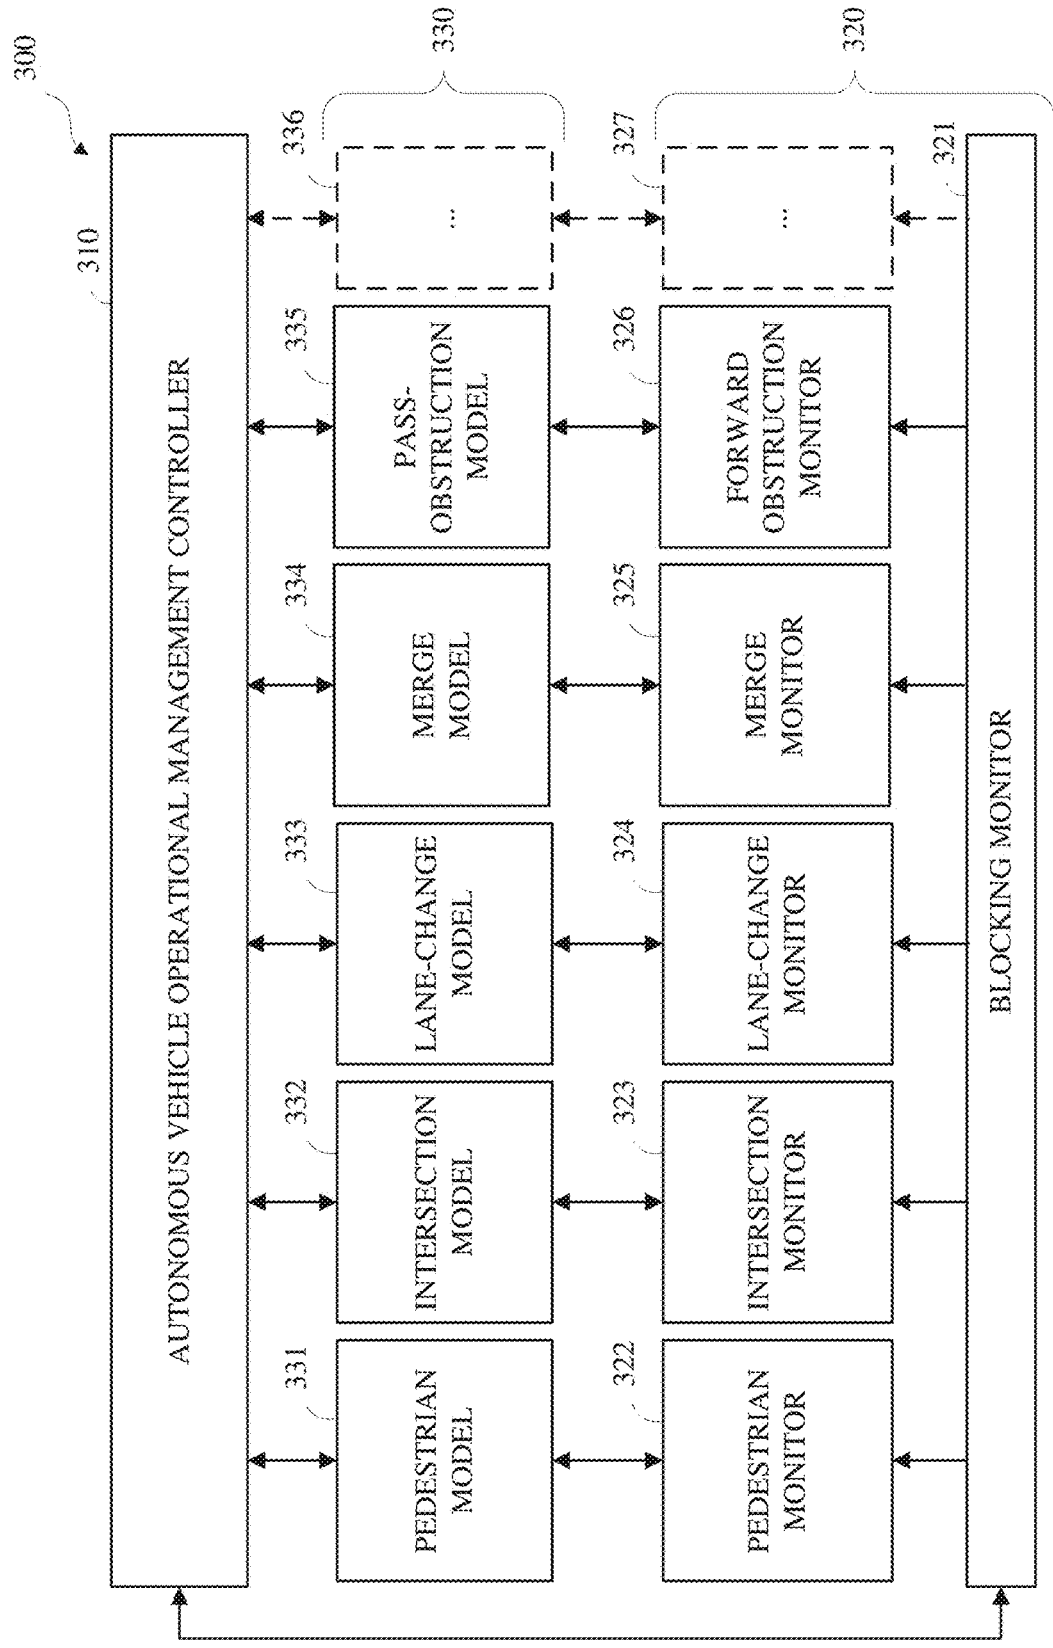 300
310
AUTONOMOUS VEHICLE OPERATIONAL MANAGEMENT CONTROLLER
330
331
PEDESTRIAN
MODEL
332
INTERSECTION
MODEL
333
LANE-CHANGE
MODEL
334
MERGE
MODEL
335
PASS-
OBSTRUCTION
MODEL
336
...
320
322
PEDESTRIAN
MONITOR
323
INTERSECTION
MONITOR
324
LANE-CHANGE
MONITOR
325
MERGE
MONITOR
326
FORWARD
OBSTRUCTION
MONITOR
327
...
321
BLOCKING MONITOR